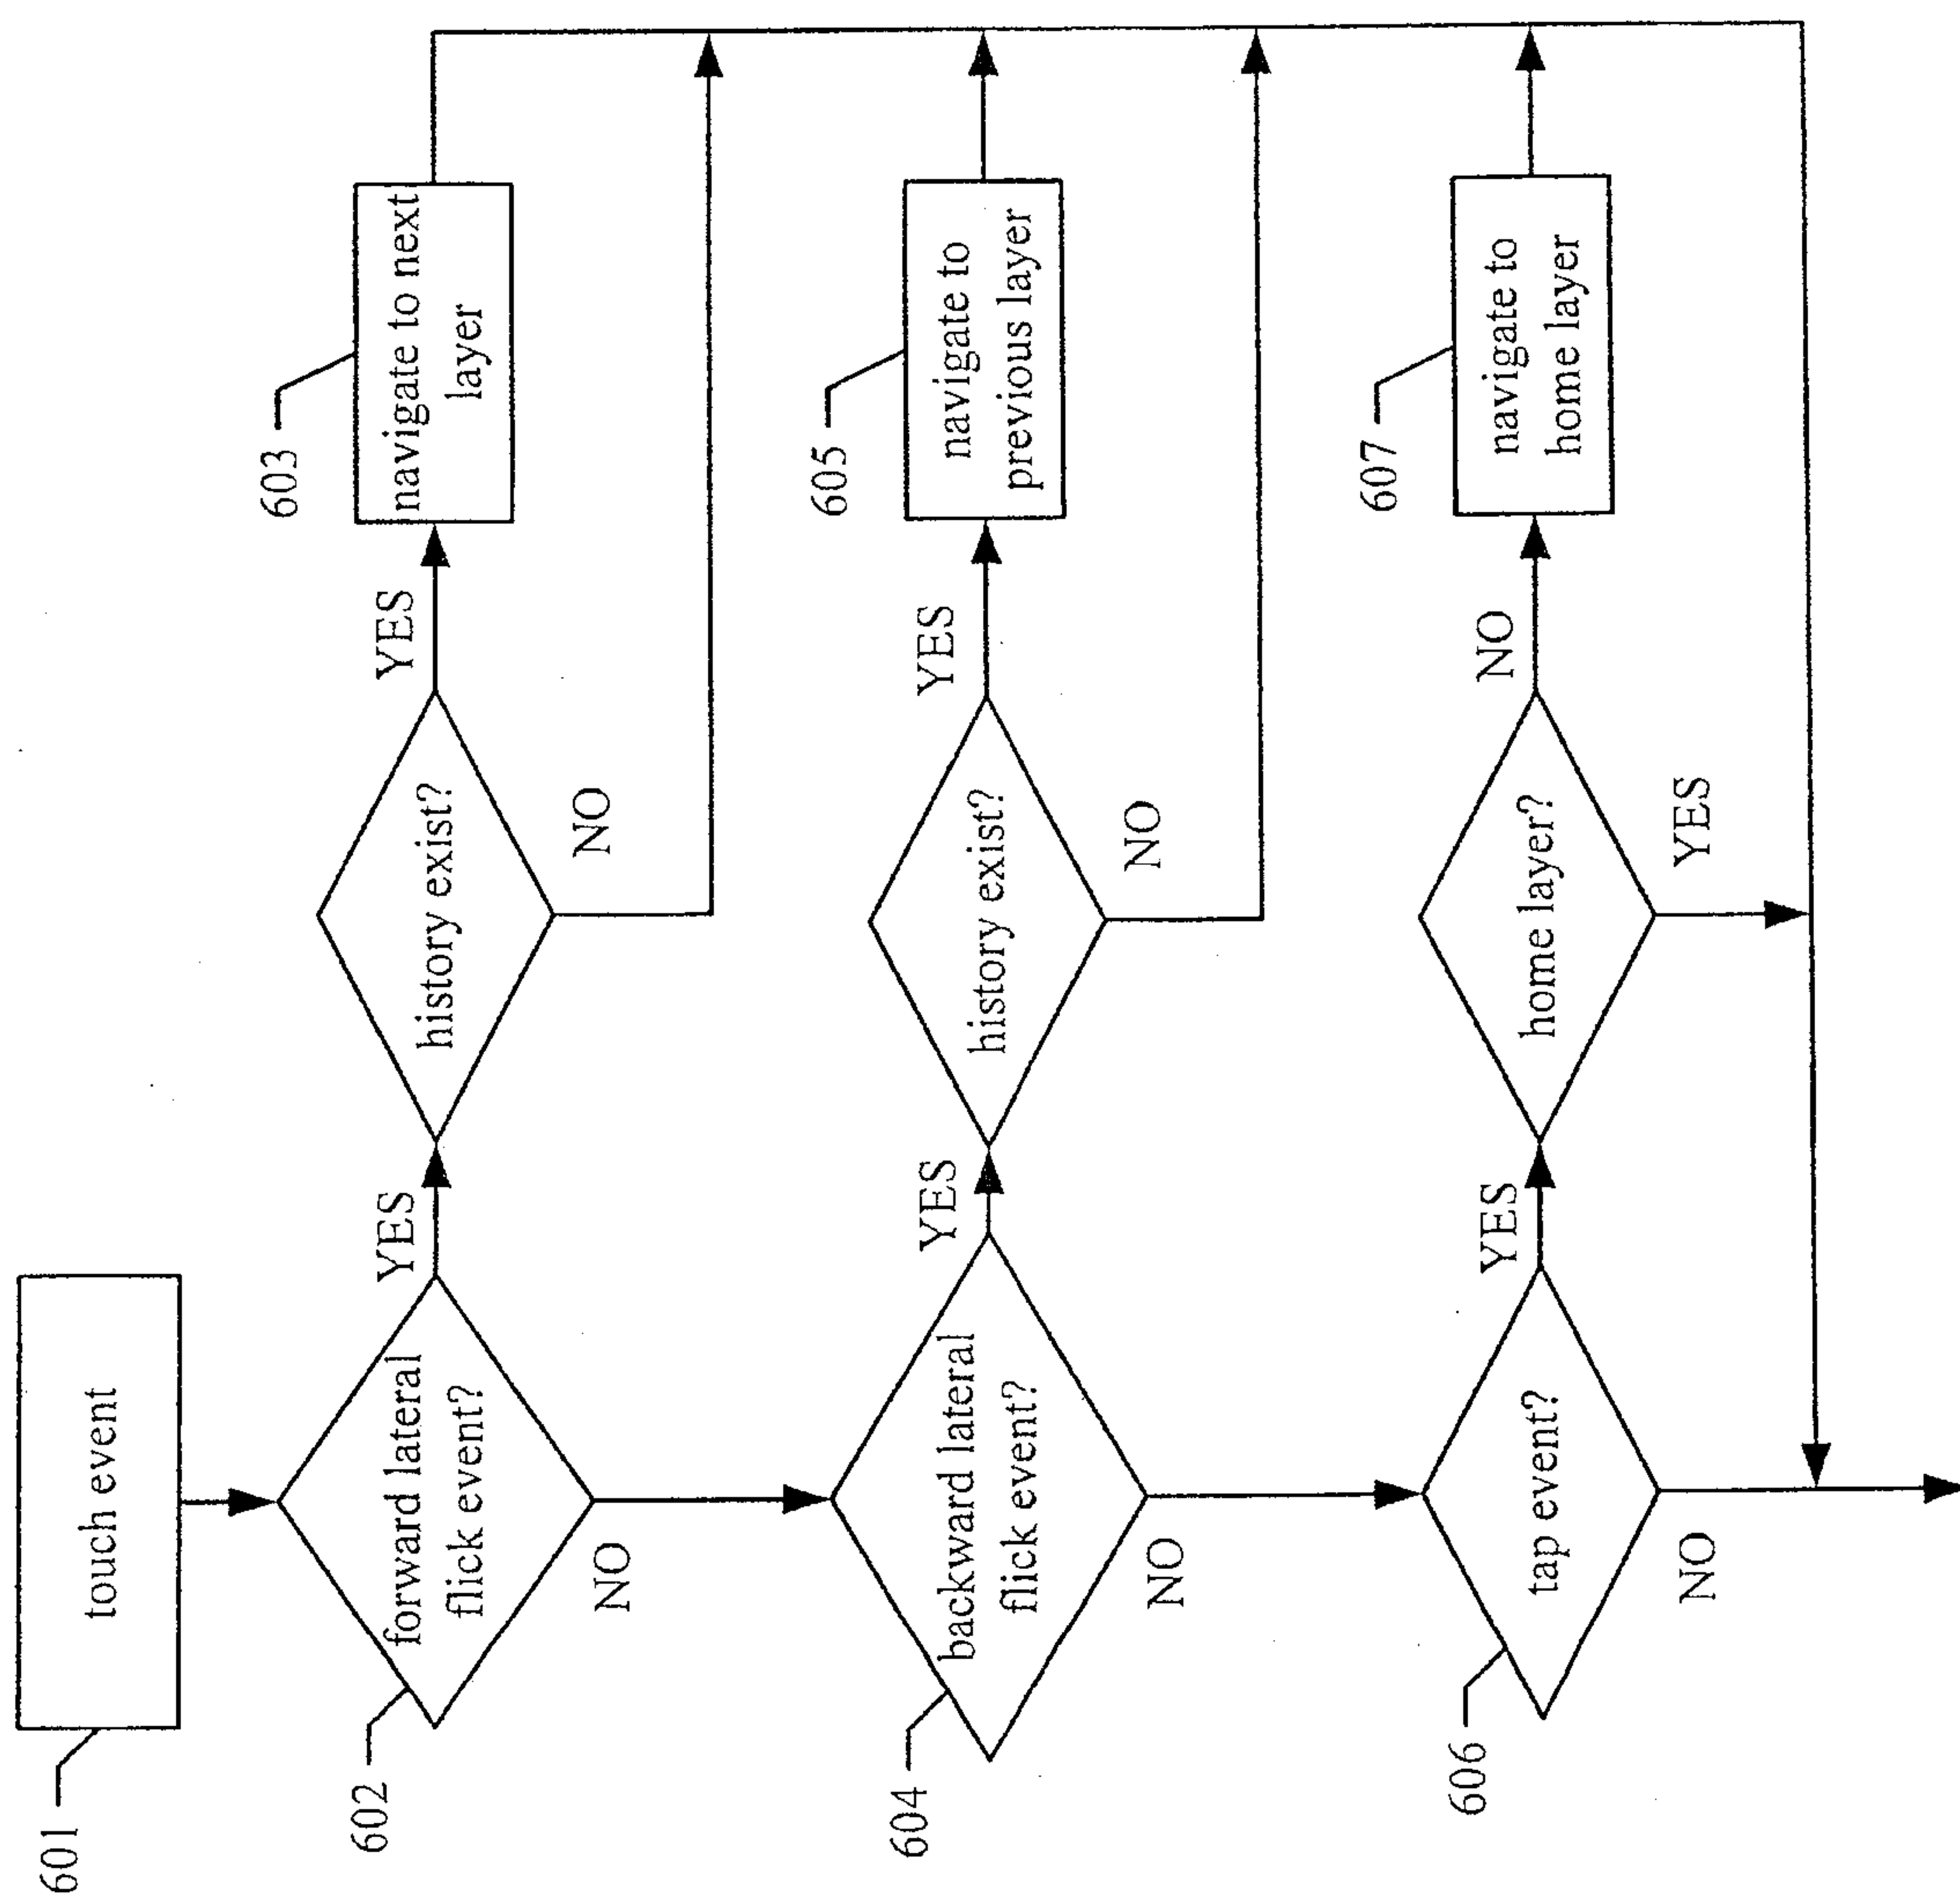 601
touch event
602
forward lateral
flick event?
YES
NO
history exist?
YES
NO
603
navigate to next
layer
604
backward lateral
flick event?
YES
NO
history exist?
YES
NO
605
navigate to
previous layer
606
tap event?
YES
NO
home layer?
NO
YES
607
navigate to
home layer